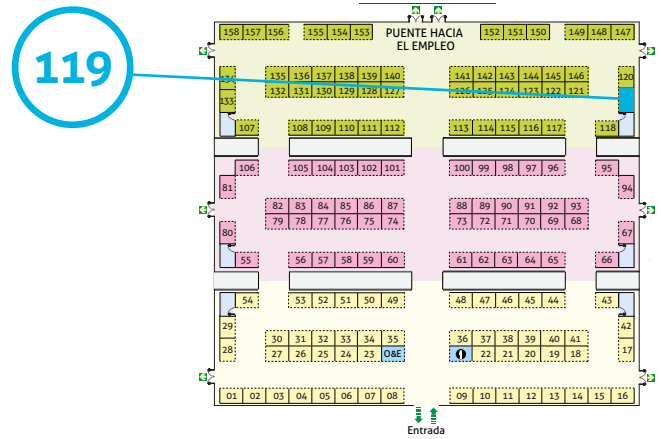 158 157 156 155 154 153 PUENTE HACIA 152 151 150 149 148 147
EL EMPLEO
119
134 135 136 137 138 139 140 141 142 143 144 145 146 120
133 132 131 130 129 128 127 126 125 124 123 122 121
107 108 109 110 111 112 113 114 115 116 117 118
106 105 104 103 102 101 100 99 98 97 96 95
81 94
82 83 84 85 86 87 88 89 90 91 92 93
79 78 77 76 75 74 73 72 71 70 69 68
80 67
55 56 57 58 59 60 61 62 63 64 65 66
54 53 52 51 50 49 48 47 46 45 44 43
29 42
30 31 32 33 34 35 36 37 38 39 40 41
28 27 26 25 24 23 O&E 22 21 20 19 18 17
01 02 03 04 05 06 07 08 09 10 11 12 13 14 15 16
Entrada